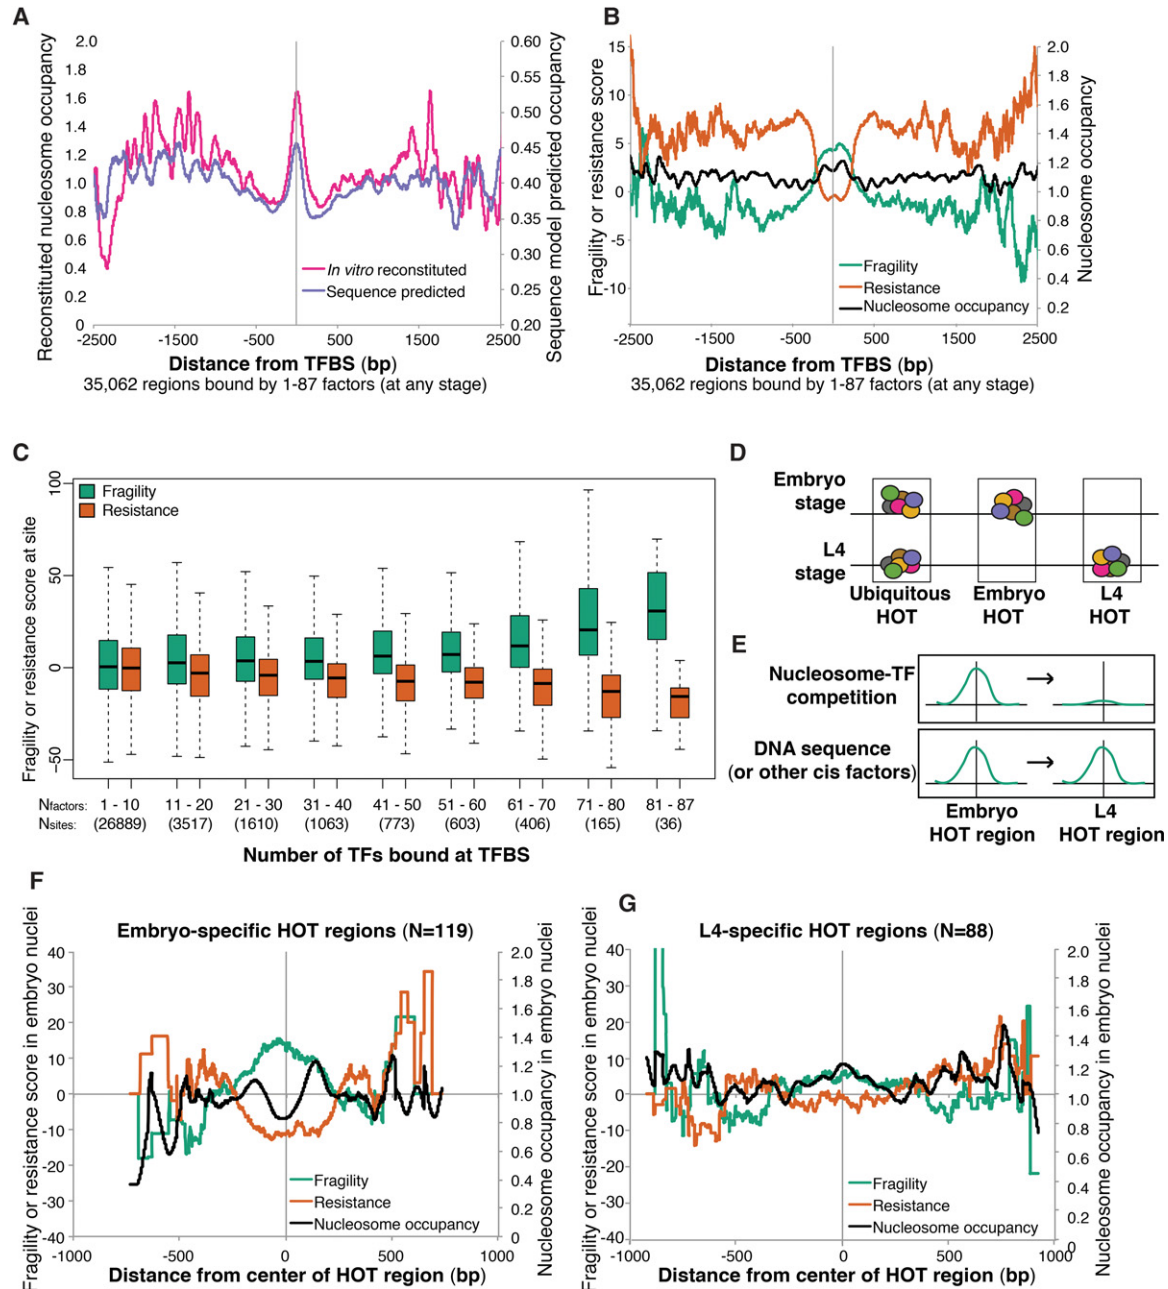 A
Reconstituted nucleosome occupancy
2.0
1.8
1.6
1.4
1.2
1.0
0.8
0.6
0.4
0.2
0
0.60
0.55
0.50
0.45
0.40
0.35
0.30
0.25
0.20
Sequence model predicted occupancy
In vitro reconstituted
Sequence predicted
-2500 -1500 -500 500 1500 2500
Distance from TFBS (bp)
35,062 regions bound by 1-87 factors (at any stage)
B
Fragility or resistance score
15
10
5
0
-5
-10
2.0
1.8
1.6
1.4
1.2
1.0
0.8
0.6
0.4
0.2
Nucleosome occupancy
Fragility
Resistance
Nucleosome occupancy
-2500 -1500 -500 500 1500 2500
Distance from TFBS (bp)
35,062 regions bound by 1-87 factors (at any stage)
C
Fragility or resistance score at site
100
50
0
-50
Fragility
Resistance
Nfactors: 1 - 10 11 - 20 21 - 30 31 - 40 41 - 50 51 - 60 61 - 70 71 - 80 81 - 87
Nsites: (26889) (3517) (1610) (1063) (773) (603) (406) (165) (36)
Number of TFs bound at TFBS
D
Embryo
stage
L4
stage
Ubiquitous
HOT
Embryo
HOT
L4
HOT
E
Nucleosome-TF
competition
DNA sequence
(or other cis factors)
Embryo
HOT region
L4
HOT region
F
Embryo-specific HOT regions (N=119)
Fragility or resistance score in embryo nuclei
40
30
20
10
0
-10
-20
-30
-40
2.0
1.8
1.6
1.4
1.2
1.0
0.8
0.6
0.4
0.2
0
Nucleosome occupancy in embryo nuclei
Fragility
Resistance
Nucleosome occupancy
-1000 -500 0 500 1000
Distance from center of HOT region (bp)
G
L4-specific HOT regions (N=88)
Fragility or resistance score in embryo nuclei
40
30
20
10
0
-10
-20
-30
-40
2.0
1.8
1.6
1.4
1.2
1.0
0.8
0.6
0.4
0.2
0
Nucleosome occupancy in embryo nuclei
Fragility
Resistance
Nucleosome occupancy
-1000 -500 0 500 1000
Distance from center of HOT region (bp)